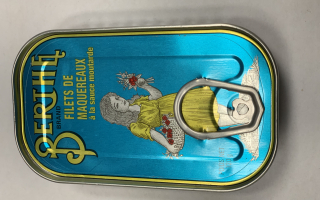 BERTHE
FILETS DE
MAQUEREAUX
à la sauce moutarde